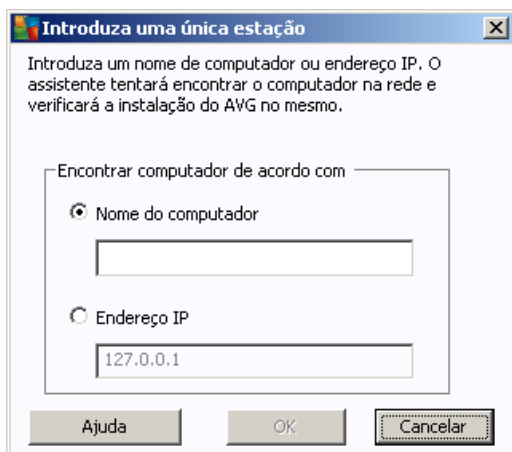 Introduza uma única estação
Introduza um nome de computador ou endereço IP. O
assistente tentará encontrar o computador na rede e
verificará a instalação do AVG no mesmo.
Encontrar computador de acordo com
Nome do computador
Endereço IP
127.0.0.1
Ajuda
OK
Cancelar